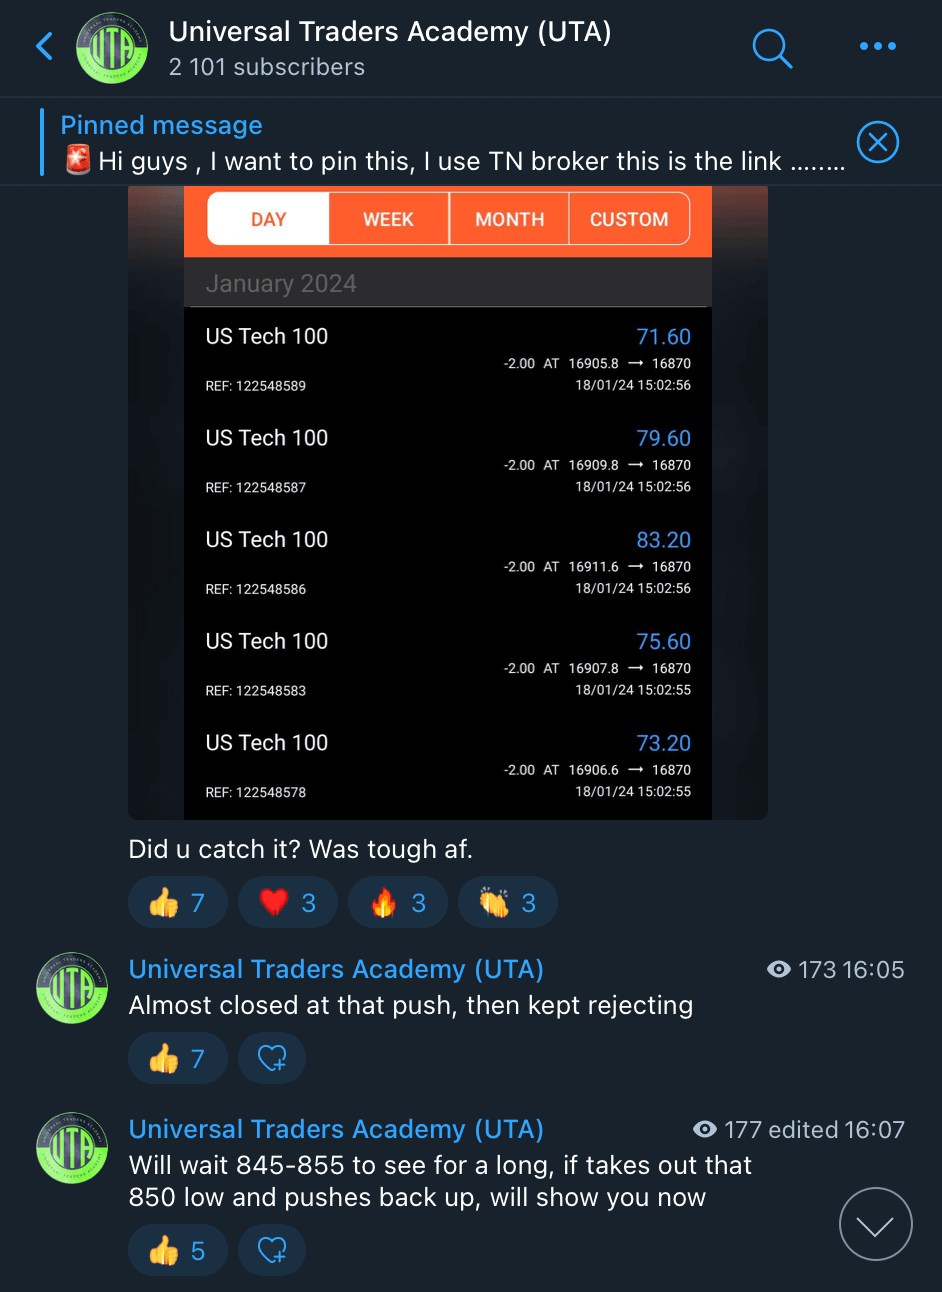 Universal Traders Academy (UTA)
2 101 subscribers
Pinned message
🚨 Hi guys , I want to pin this, I use TN broker this is the link ........
DAY WEEK MONTH CUSTOM
January 2024
US Tech 100 71.60
-2.00 AT 16905.8 → 16870
REF: 122548589 18/01/24 15:02:56
US Tech 100 79.60
-2.00 AT 16909.8 → 16870
REF: 122548587 18/01/24 15:02:56
US Tech 100 83.20
-2.00 AT 16911.6 → 16870
REF: 122548586 18/01/24 15:02:56
US Tech 100 75.60
-2.00 AT 16907.8 → 16870
REF: 122548583 18/01/24 15:02:55
US Tech 100 73.20
-2.00 AT 16906.6 → 16870
REF: 122548578 18/01/24 15:02:55
Did u catch it? Was tough af.
👍 7 ❤️ 3 🔥 3 👏 3
Universal Traders Academy (UTA) 173 16:05
Almost closed at that push, then kept rejecting
👍 7
Universal Traders Academy (UTA) 177 edited 16:07
Will wait 845-855 to see for a long, if takes out that
850 low and pushes back up, will show you now
👍 5